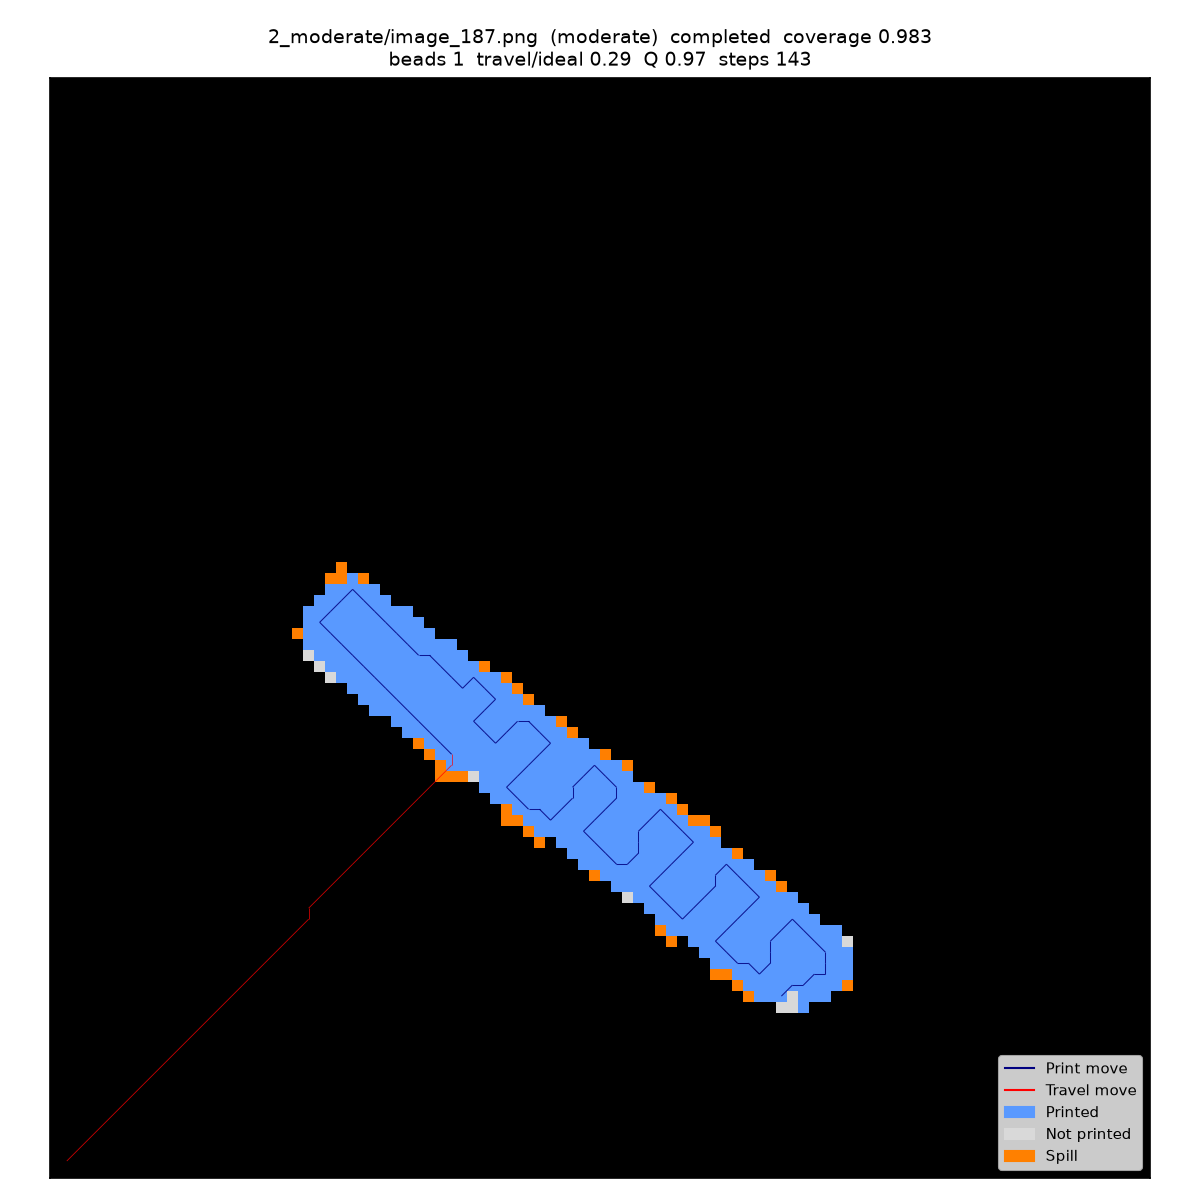 2_moderate/image_187.png  (moderate)  completed  coverage 0.983
beads 1  travel/ideal 0.29  Q 0.97  steps 143
Print move
Travel move
Printed
Not printed
Spill